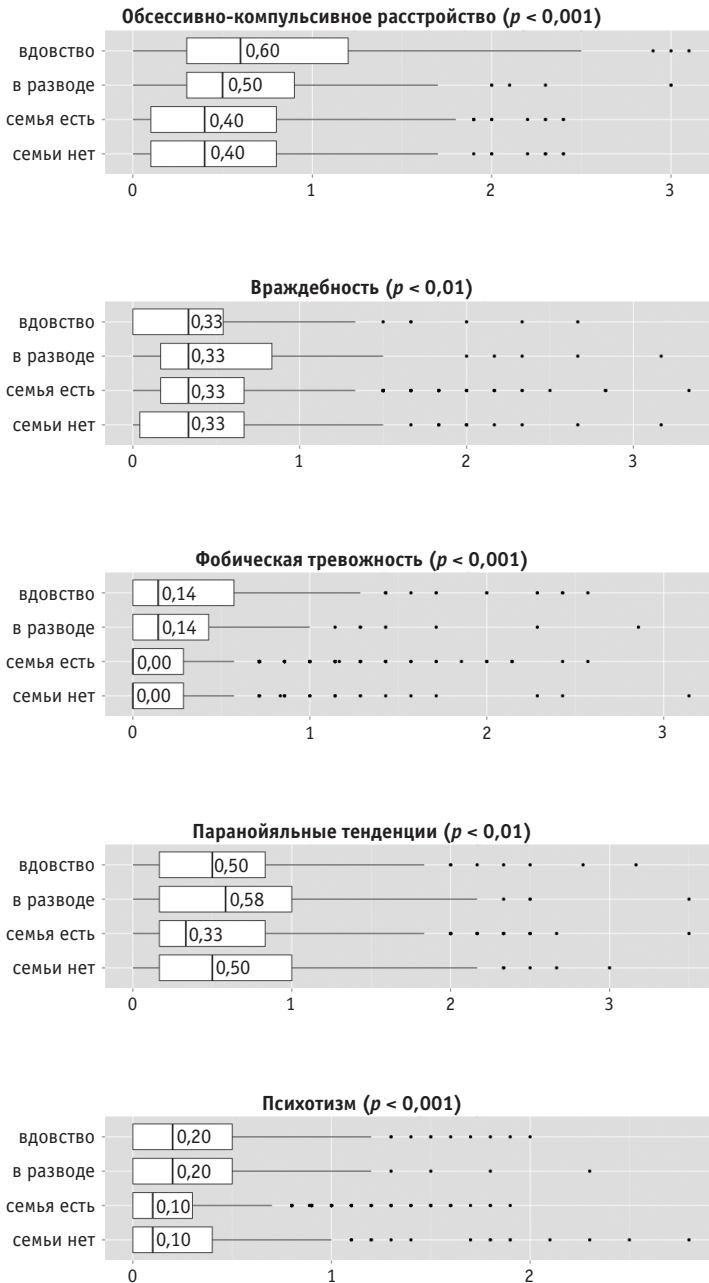 Обсессивно-компульсивное расстройство (p < 0,001)
вдовство 0,60
в разводе 0,50
семья есть 0,40
семьи нет 0,40
0 1 2 3
Враждебность (p < 0,01)
вдовство 0,33
в разводе 0,33
семья есть 0,33
семьи нет 0,33
0 1 2 3
Фобическая тревожность (p < 0,001)
вдовство 0,14
в разводе 0,14
семья есть 0,00
семьи нет 0,00
0 1 2 3
Паранойяльные тенденции (p < 0,01)
вдовство 0,50
в разводе 0,58
семья есть 0,33
семьи нет 0,50
0 1 2 3
Психотизм (p < 0,001)
вдовство 0,20
в разводе 0,20
семья есть 0,10
семьи нет 0,10
0 1 2